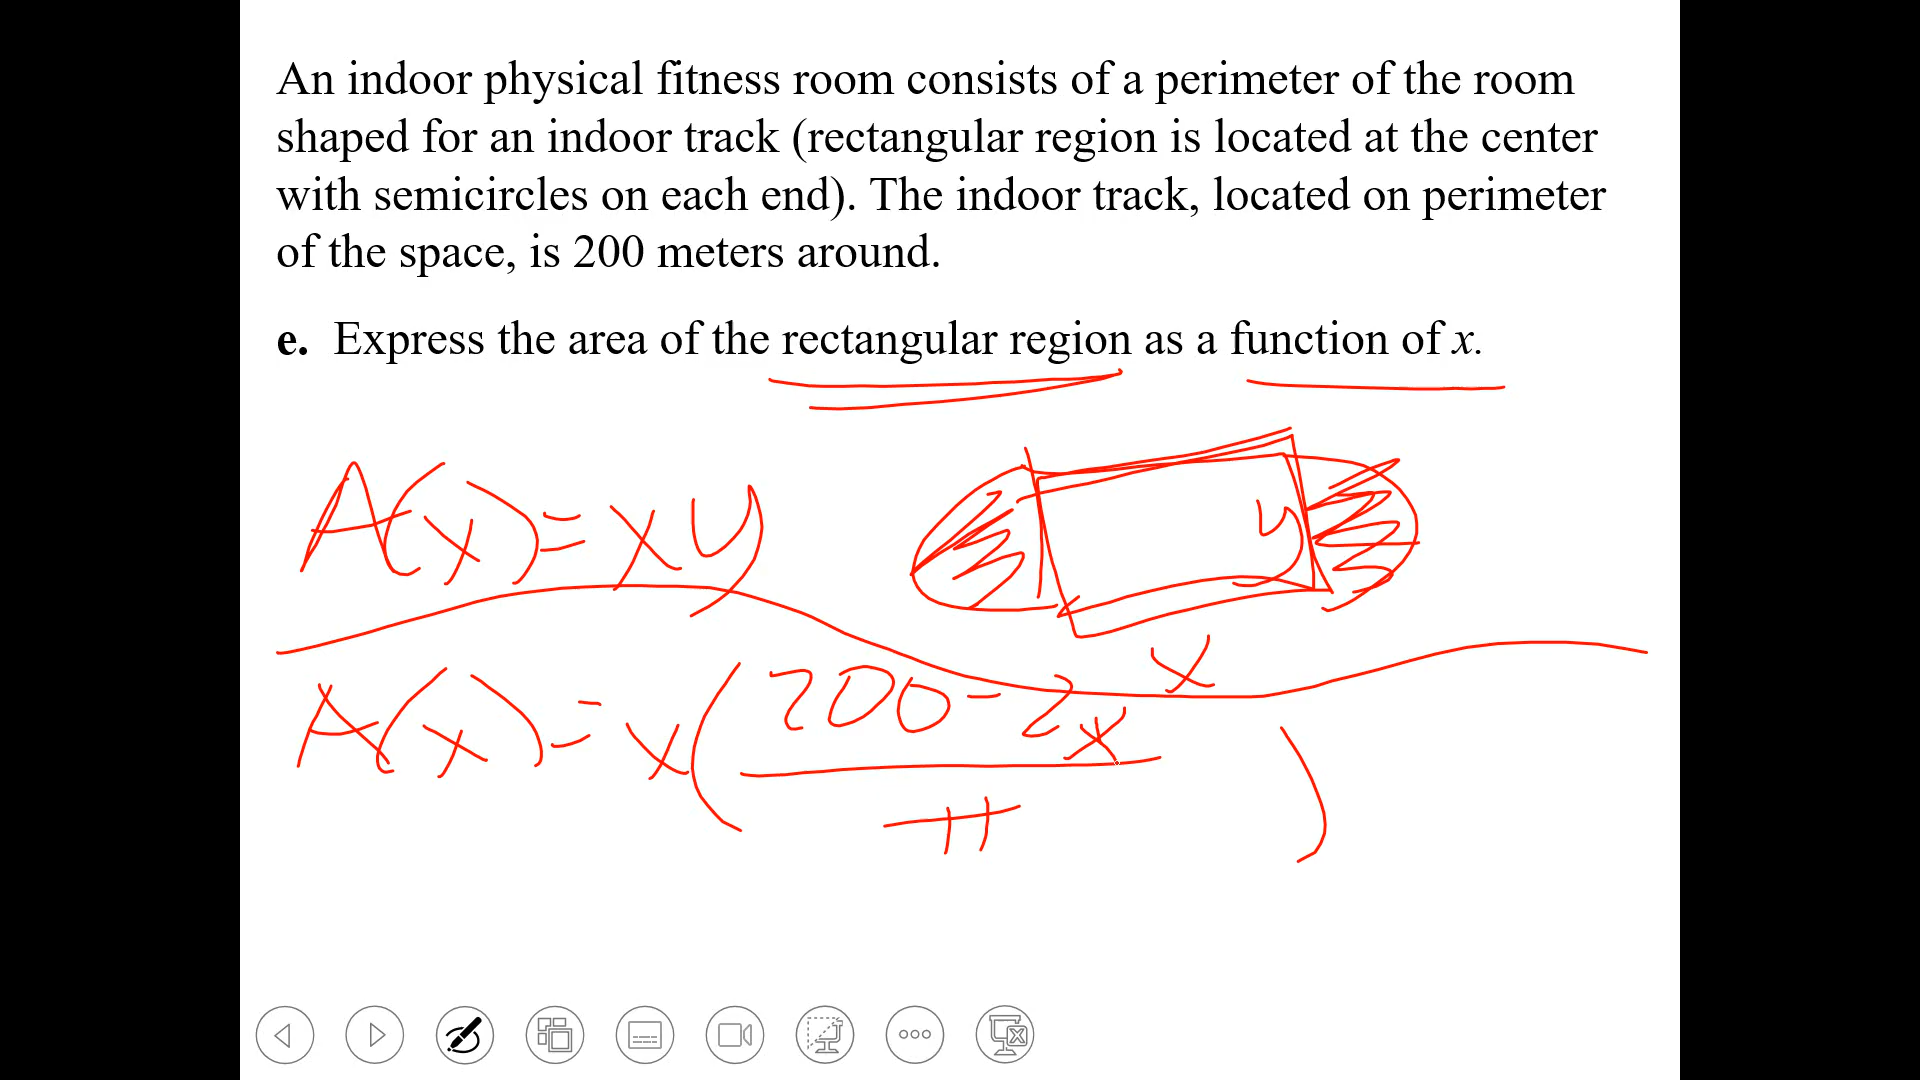 An indoor physical fitness room consists of a perimeter of the room
shaped for an indoor track (rectangular region is located at the center
with semicircles on each end). The indoor track, located on perimeter
of the space, is 200 meters around.
e. Express the area of the rectangular region as a function of x.
A(x) = xy
y
x
A(x) = x(200 - 2x / π)